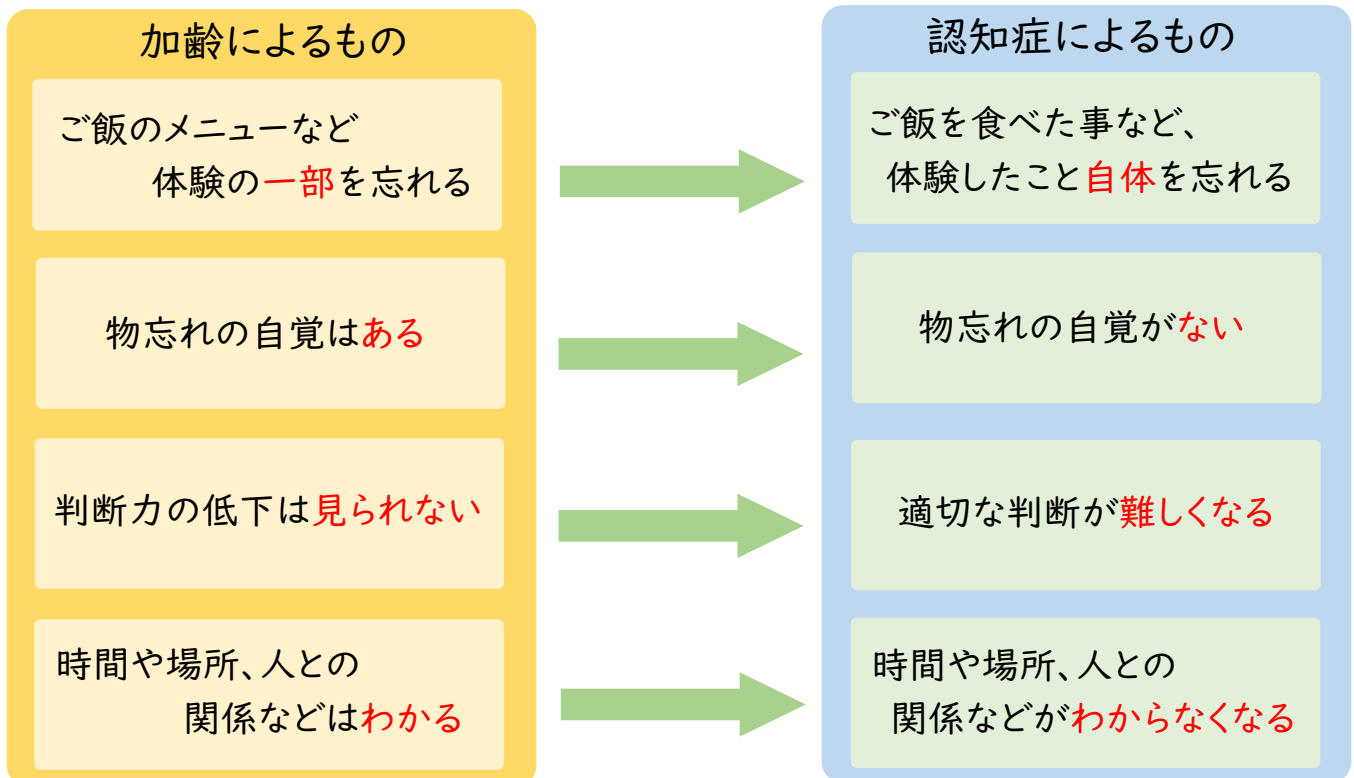 加齢によるもの
ご飯のメニューなど
体験の一部を忘れる
物忘れの自覚はある
判断力の低下は見られない
時間や場所、人との
関係などはわかる
認知症によるもの
ご飯を食べた事など、
体験したこと自体を忘れる
物忘れの自覚がない
適切な判断が難しくなる
時間や場所、人との
関係などがわからなくなる